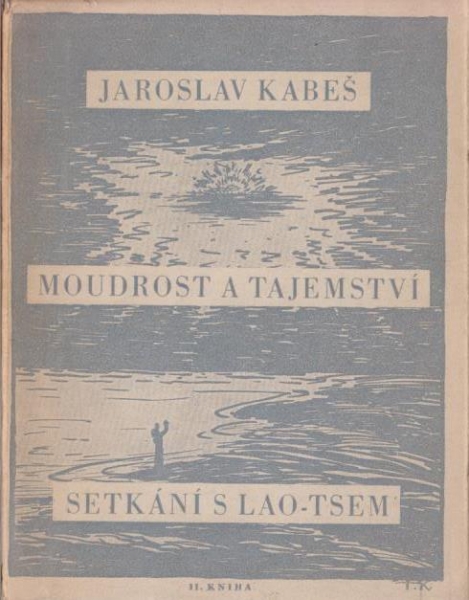 JAROSLAV KABEŠ
MOUDROST A TAJEMSTVÍ
SETKÁNÍ S LAO-TSEM
II. KNIHA
T.K